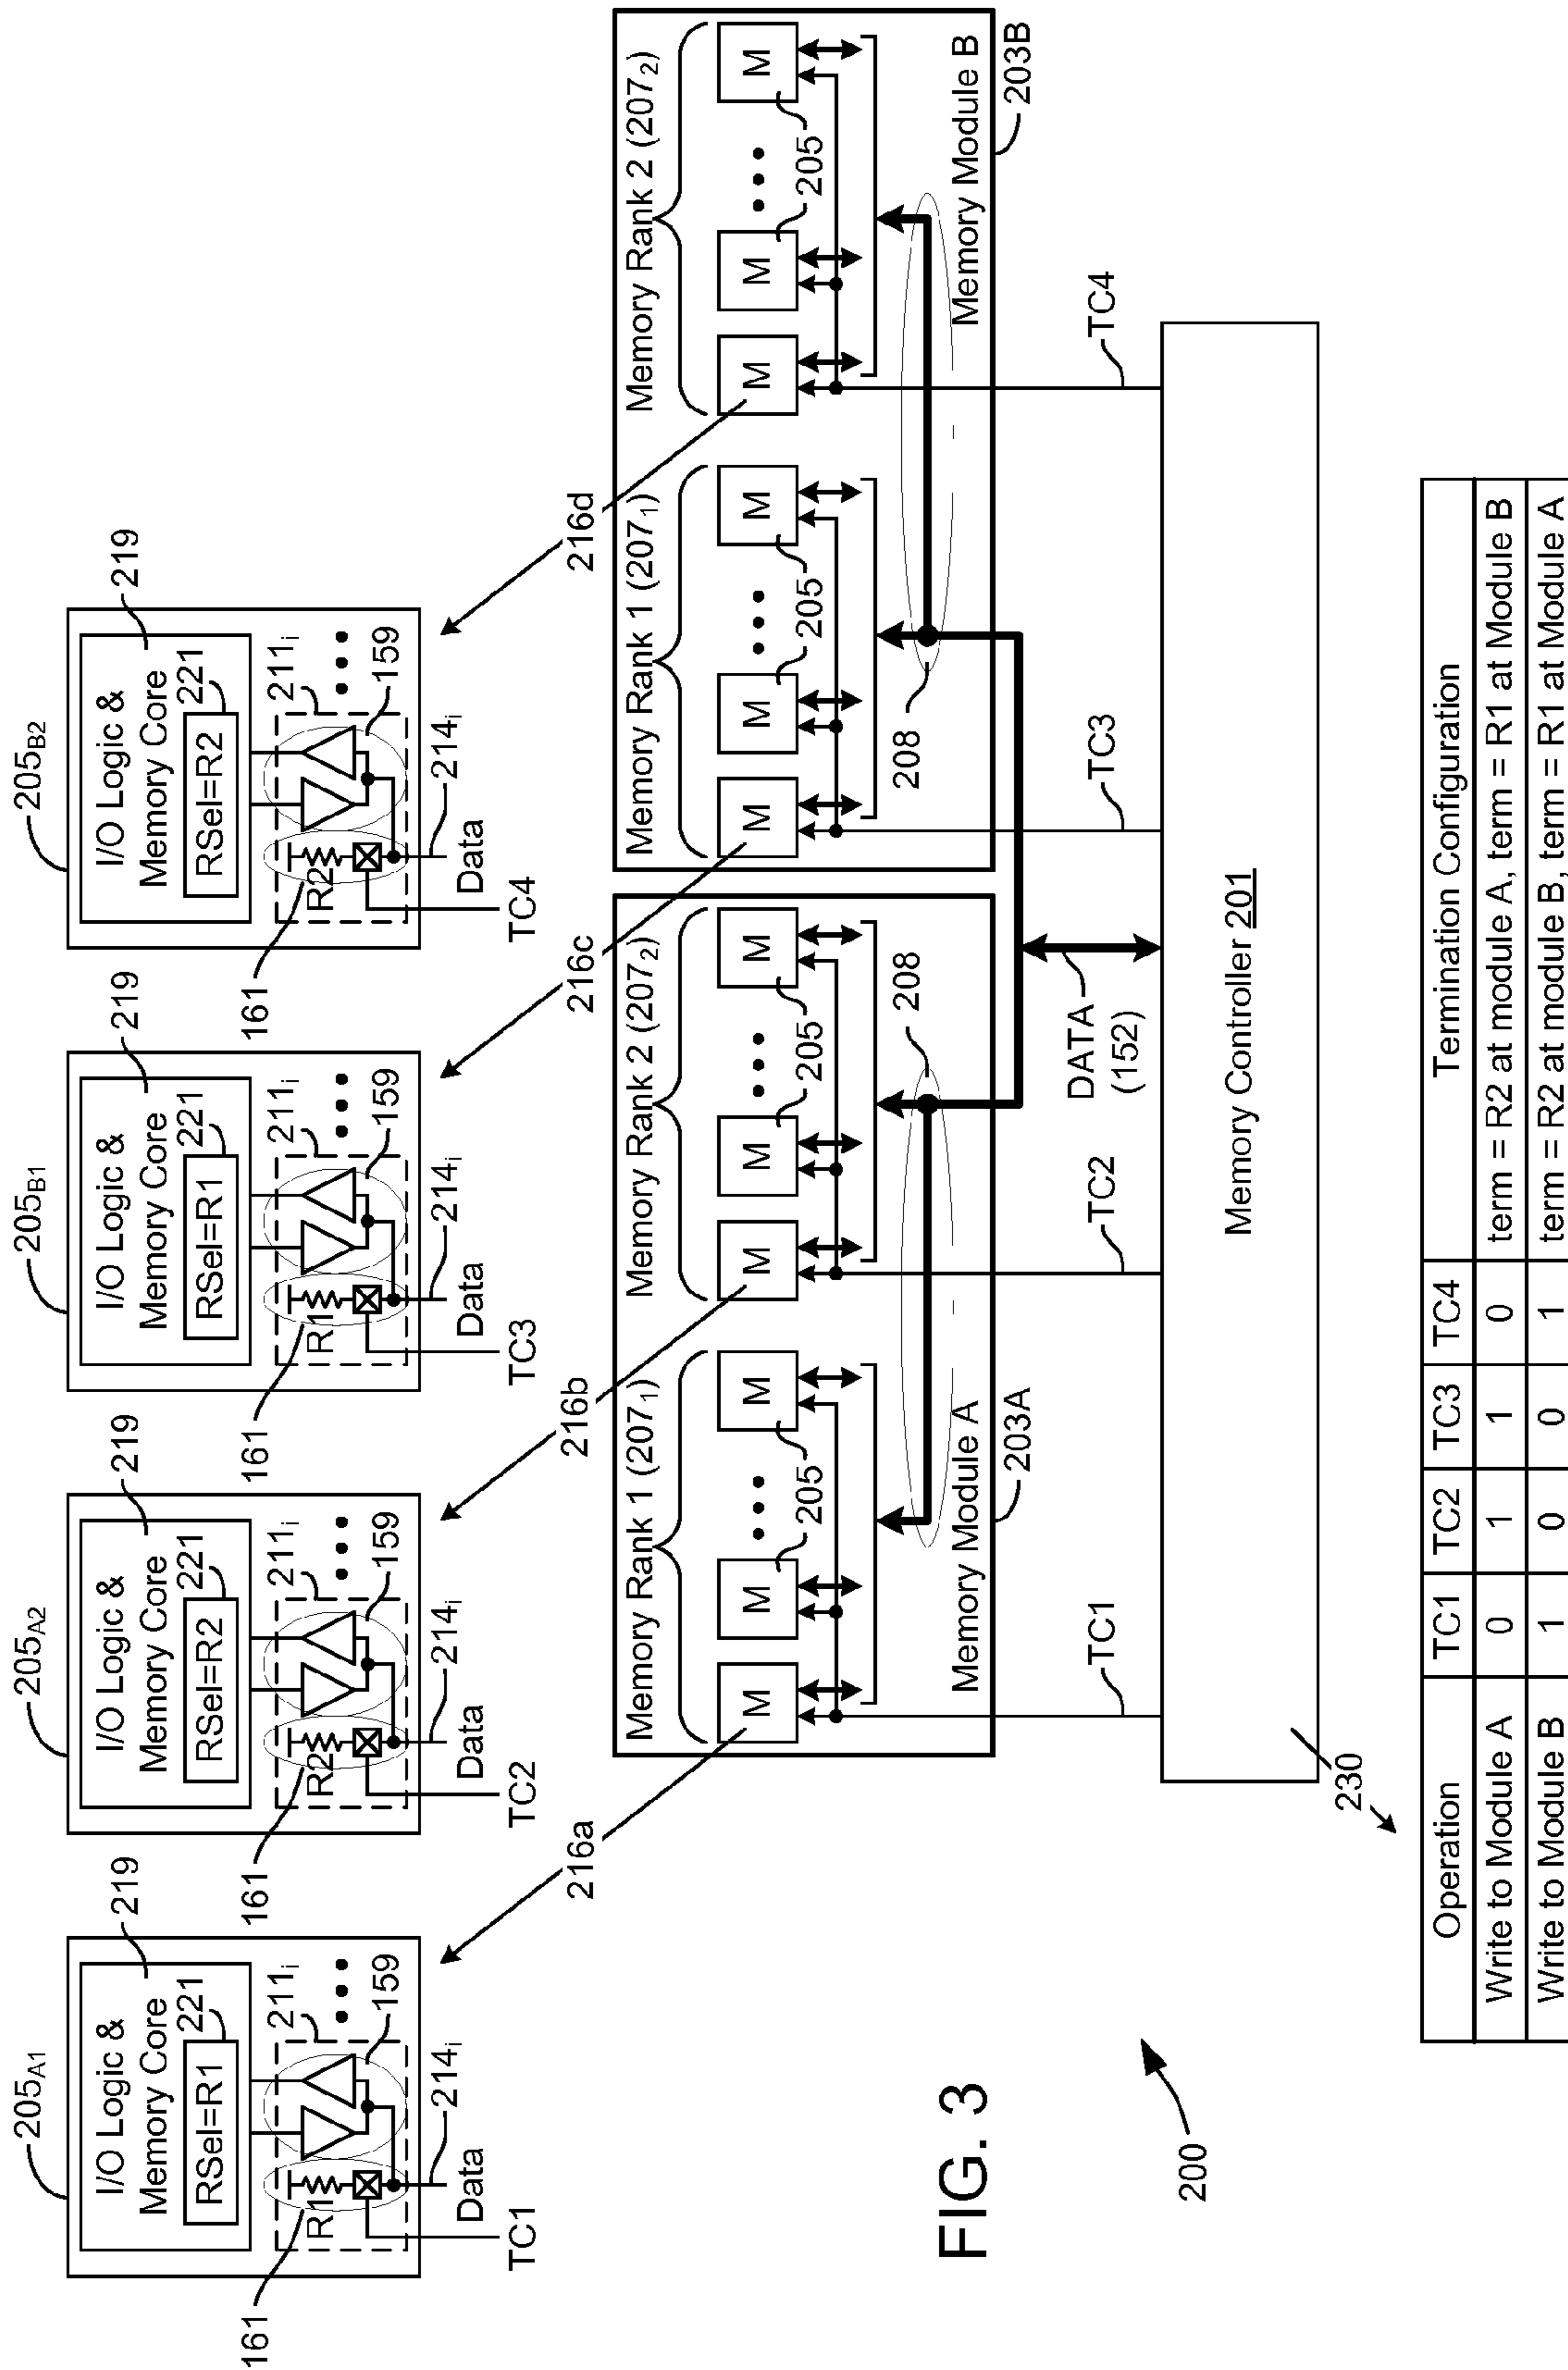 205A1
I/O Logic &
Memory Core
219
RSel=R1
221
211i
R1
159
161
214i
Data
TC1
205A2
I/O Logic &
Memory Core
219
RSel=R2
221
211i
R2
159
161
214i
Data
TC2
205B1
I/O Logic &
Memory Core
219
RSel=R1
221
211i
R1
159
161
214i
Data
TC3
205B2
I/O Logic &
Memory Core
219
RSel=R2
221
211i
R2
159
161
214i
Data
TC4
216a
216b
216c
216d
Memory Rank 1 (207₁)
M M M
205 205
Memory Rank 2 (207₂)
M M M
205 205
208
Memory Module A
203A
Memory Rank 1 (207₁)
M M M
205 205
Memory Rank 2 (207₂)
M M M
205 205
208
Memory Module B
203B
TC1
TC2
DATA
(152)
TC3
TC4
Memory Controller 201
FIG. 3
200
230
Operation TC1 TC2 TC3 TC4 Termination Configuration
Write to Module A 0 1 1 0 term = R2 at module A, term = R1 at Module B
Write to Module B 1 0 0 1 term = R2 at module B, term = R1 at Module A